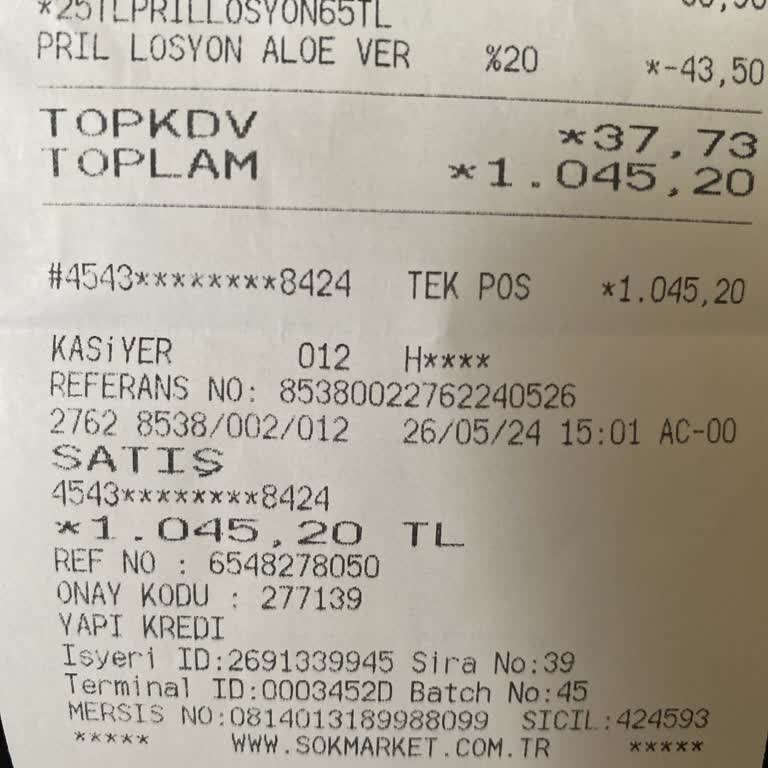 *25TLPRILLOSYON65TL
PRIL LOSYON ALOE VER %20 *-43,50
TOPKDV *37,73
TOPLAM *1.045,20
#4543********8424 TEK POS *1.045,20
KASİYER 012 H****
REFERANS NO: 85380022762240526
2762 8538/002/012 26/05/24 15:01 AC-00
SATIŞ
4543********8424
*1.045,20 TL
REF NO : 6548278050
ONAY KODU : 277139
YAPI KREDI
Isyeri ID:2691339945 Sira No:39
Terminal ID:0003452D Batch No:45
MERSIS NO:0814013189988099 SICIL:424593
***** WWW.SOKMARKET.COM.TR *****